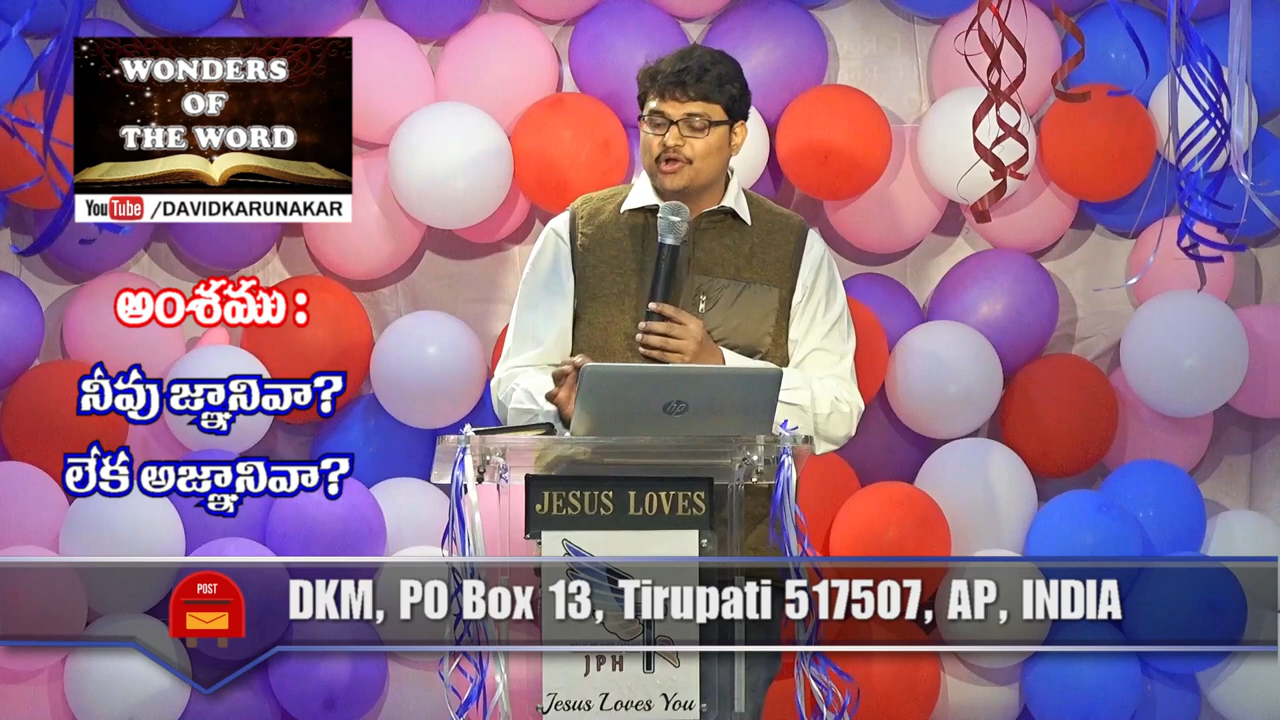 WONDERS
OF
THE WORD
YouTube /DAVIDKARUNAKAR
అంశము :
నీవు జ్ఞానివా?
లేక అజ్ఞానివా?
hp
JESUS LOVES
POST
DKM, PO Box 13, Tirupati 517507, AP, INDIA
JPH
Jesus Loves You